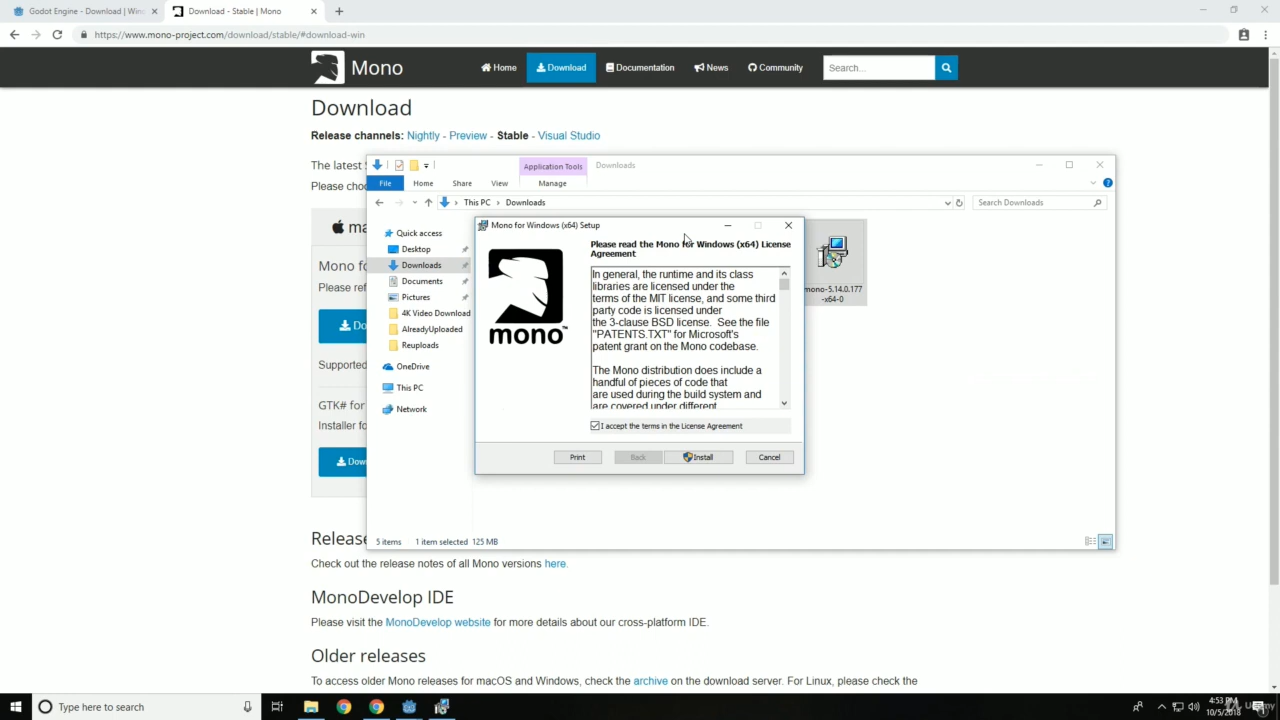 Godot Engine - Download | Wind
Download - Stable | Mono
https://www.mono-project.com/download/stable/#download-win
Mono
Home
Download
Documentation
News
Community
Search...
Download
Release channels: Nightly - Preview - Stable - Visual Studio
The latest
Please cho
Mono fo
Please ref
Do
Supported
GTK# for
Installer fo
Dow
Application Tools
Downloads
File
Home
Share
View
Manage
This PC
Downloads
Search Downloads
Quick access
Desktop
Downloads
Documents
Pictures
4K Video Download
AlreadyUploaded
Reuploads
OneDrive
This PC
Network
mono-5.14.0.177
-x64-0
5 items
1 item selected 125 MB
Mono for Windows (x64) Setup
mono™
Please read the Mono for Windows (x64) License
Agreement
In general, the runtime and its class
libraries are licensed under the
terms of the MIT license, and some third
party code is licensed under
the 3-clause BSD license. See the file
"PATENTS.TXT" for Microsoft's
patent grant on the Mono codebase.
The Mono distribution does include a
handful of pieces of code that
are used during the build system and
are covered under different
I accept the terms in the License Agreement
Print
Back
Install
Cancel
Release
Check out the release notes of all Mono versions here.
MonoDevelop IDE
Please visit the MonoDevelop website for more details about our cross-platform IDE.
Older releases
To access older Mono releases for macOS and Windows, check the archive on the download server. For Linux, please check the
Type here to search
4:53 PM
10/5/2018
Udemy